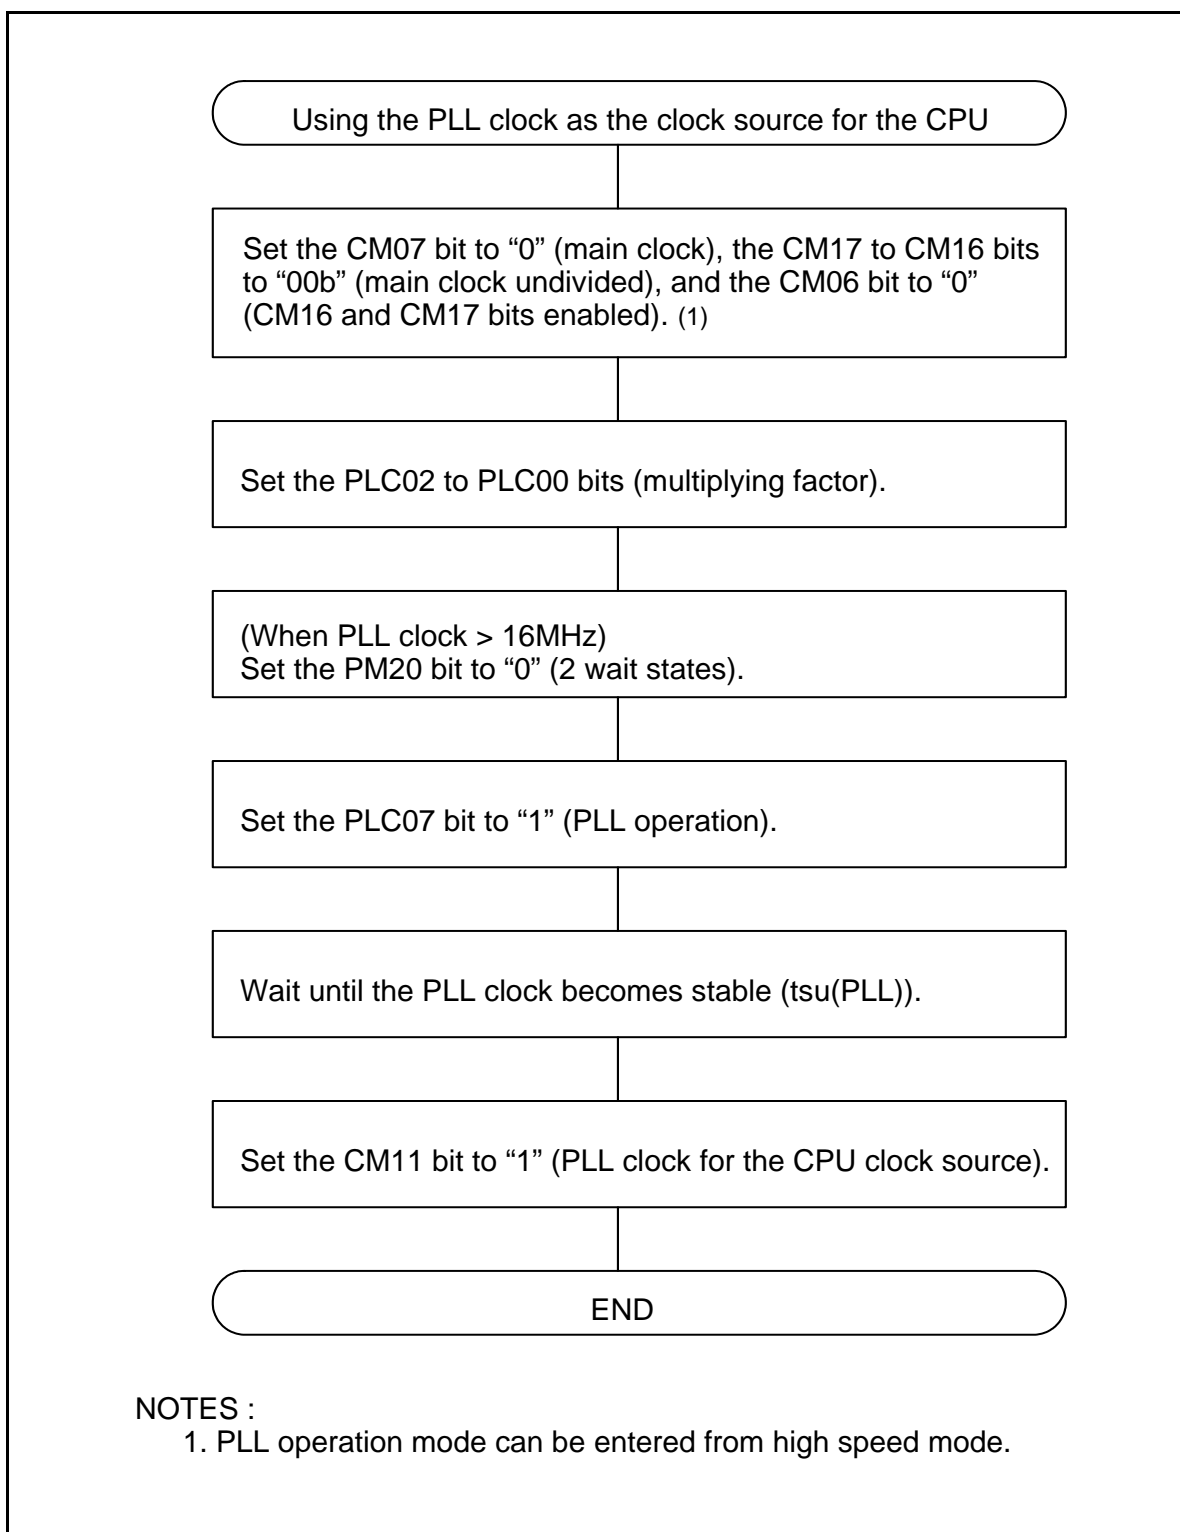 Using the PLL clock as the clock source for the CPU
Set the CM07 bit to “0” (main clock), the CM17 to CM16 bits
to “00b” (main clock undivided), and the CM06 bit to “0”
(CM16 and CM17 bits enabled). (1)
Set the PLC02 to PLC00 bits (multiplying factor).
(When PLL clock > 16MHz)
Set the PM20 bit to “0” (2 wait states).
Set the PLC07 bit to “1” (PLL operation).
Wait until the PLL clock becomes stable (tsu(PLL)).
Set the CM11 bit to “1” (PLL clock for the CPU clock source).
END
NOTES :
1. PLL operation mode can be entered from high speed mode.